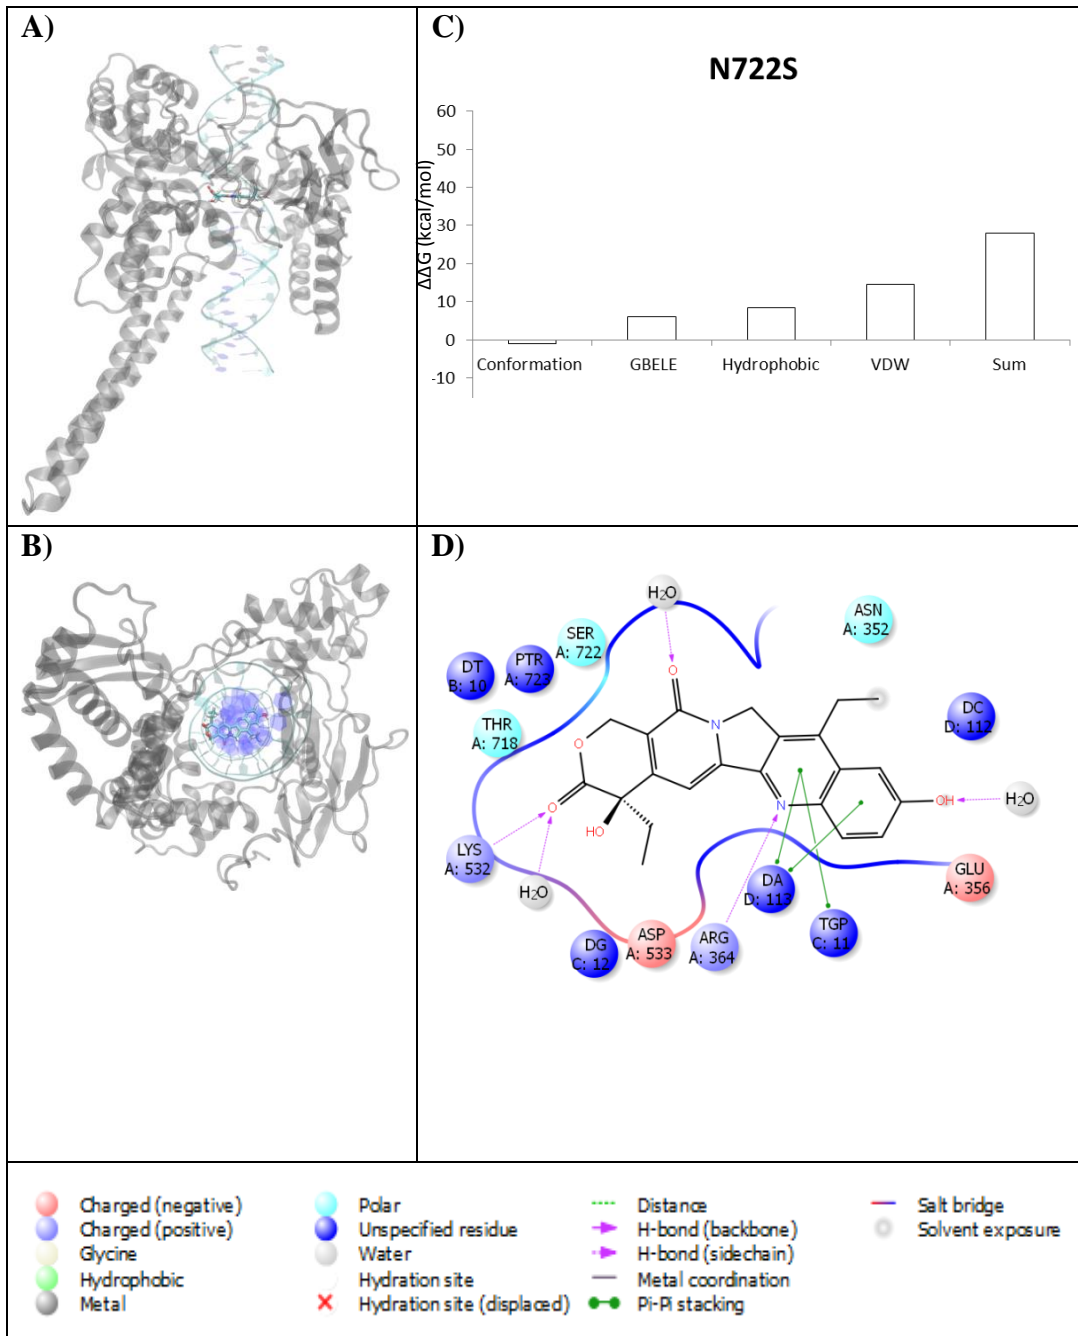 A)
C)
N722S
ΔΔG (kcal/mol)
60
50
40
30
20
10
0
-10
Conformation GBELE Hydrophobic VDW Sum
B)
D)
H₂O
ASN
A: 352
SER
A: 722
DT
B: 10
PTR
A: 723
THR
A: 718
O
N
O
O
HO
N
OH
H₂O
DC
D: 112
LYS
A: 532
H₂O
DG
C: 12
ASP
A: 533
ARG
A: 364
DA
D: 113
TGP
C: 11
GLU
A: 356
Charged (negative)
Charged (positive)
Glycine
Hydrophobic
Metal
Polar
Unspecified residue
Water
Hydration site
Hydration site (displaced)
Distance
H-bond (backbone)
H-bond (sidechain)
Metal coordination
Pi-Pi stacking
Salt bridge
Solvent exposure